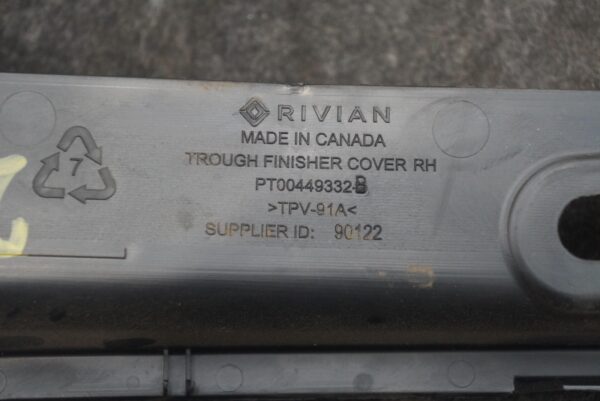 RIVIAN
MADE IN CANADA
TROUGH FINISHER COVER RH
7
PT00449332-B
>TPV-91A<
SUPPLIER ID: 90122